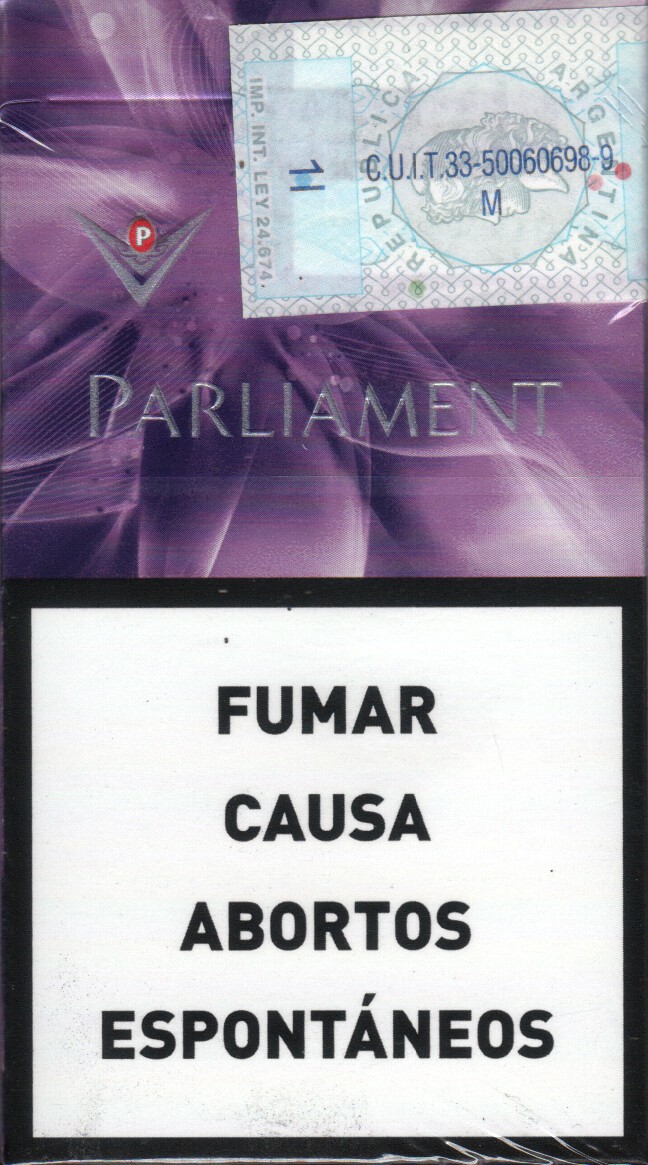 IMP. INT. LEY 24.674
1
REPUBLICA ARGENTINA
C.U.I.T.33-50060698-9
M
P
PARLIAMENT
FUMAR
CAUSA
ABORTOS
ESPONTÁNEOS